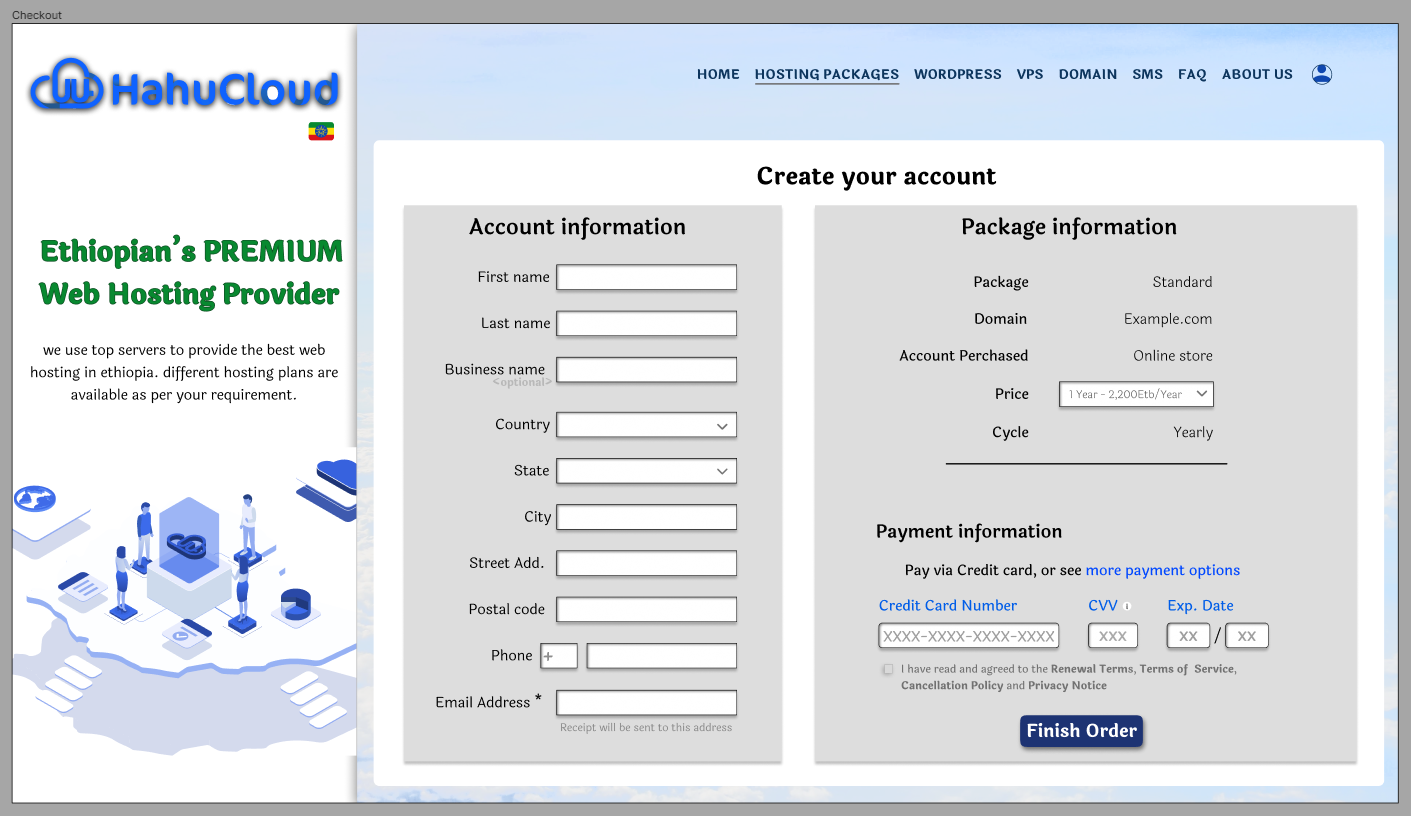 Checkout
HahuCloud
HOME HOSTING PACKAGES WORDPRESS VPS DOMAIN SMS FAQ ABOUT US
Ethiopian's PREMIUM
Web Hosting Provider
we use top servers to provide the best web
hosting in ethiopia. different hosting plans are
available as per your requirement.
Create your account
Account information
First name
Last name
Business name
<optional>
Country
State
City
Street Add.
Postal code
Phone +
Email Address *
Receipt will be sent to this address
Package information
Package Standard
Domain Example.com
Account Perchased Online store
Price 1 Year - 2,200Etb/Year
Cycle Yearly
Payment information
Pay via Credit card, or see more payment options
Credit Card Number CVV i Exp. Date
XXXX-XXXX-XXXX-XXXX XXX XX / XX
I have read and agreed to the Renewal Terms, Terms of Service,
Cancellation Policy and Privacy Notice
Finish Order